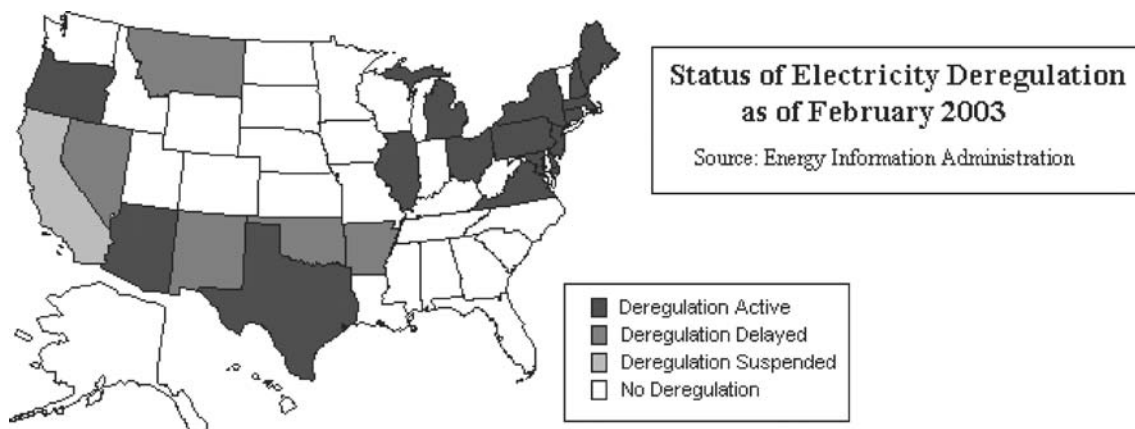 Status of Electricity Deregulation
as of February 2003
Source: Energy Information Administration
Deregulation Active
Deregulation Delayed
Deregulation Suspended
No Deregulation